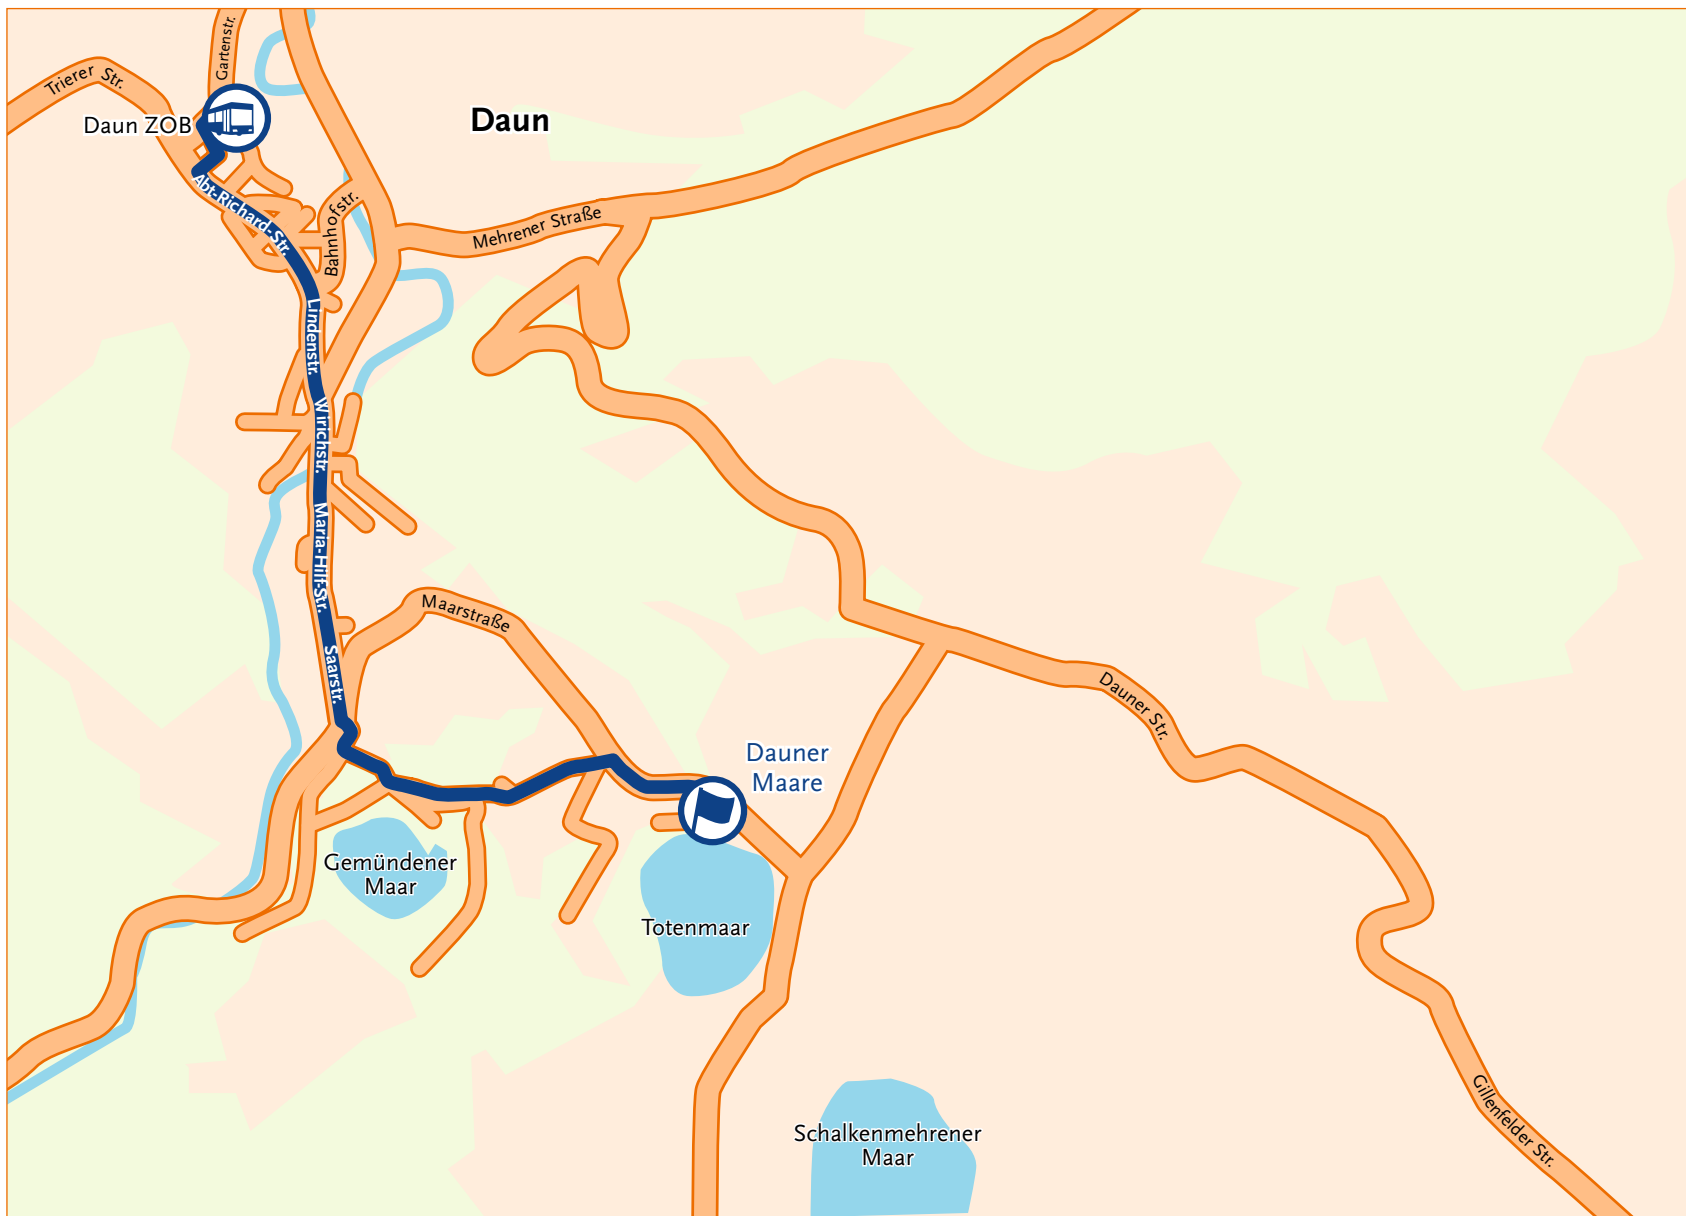 Gartenstr.
Trierer Str.
Daun ZOB
Daun
Abt-Richard-Str.
Bahnhofstr.
Mehrener Straße
Lindenstr.
Wirichstr.
Maria-Hilf-Str.
Maarstraße
Saarstr.
Dauner Str.
Dauner
Maare
Gemündener
Maar
Totenmaar
Gillenfelder Str.
Schalkenmehrener
Maar